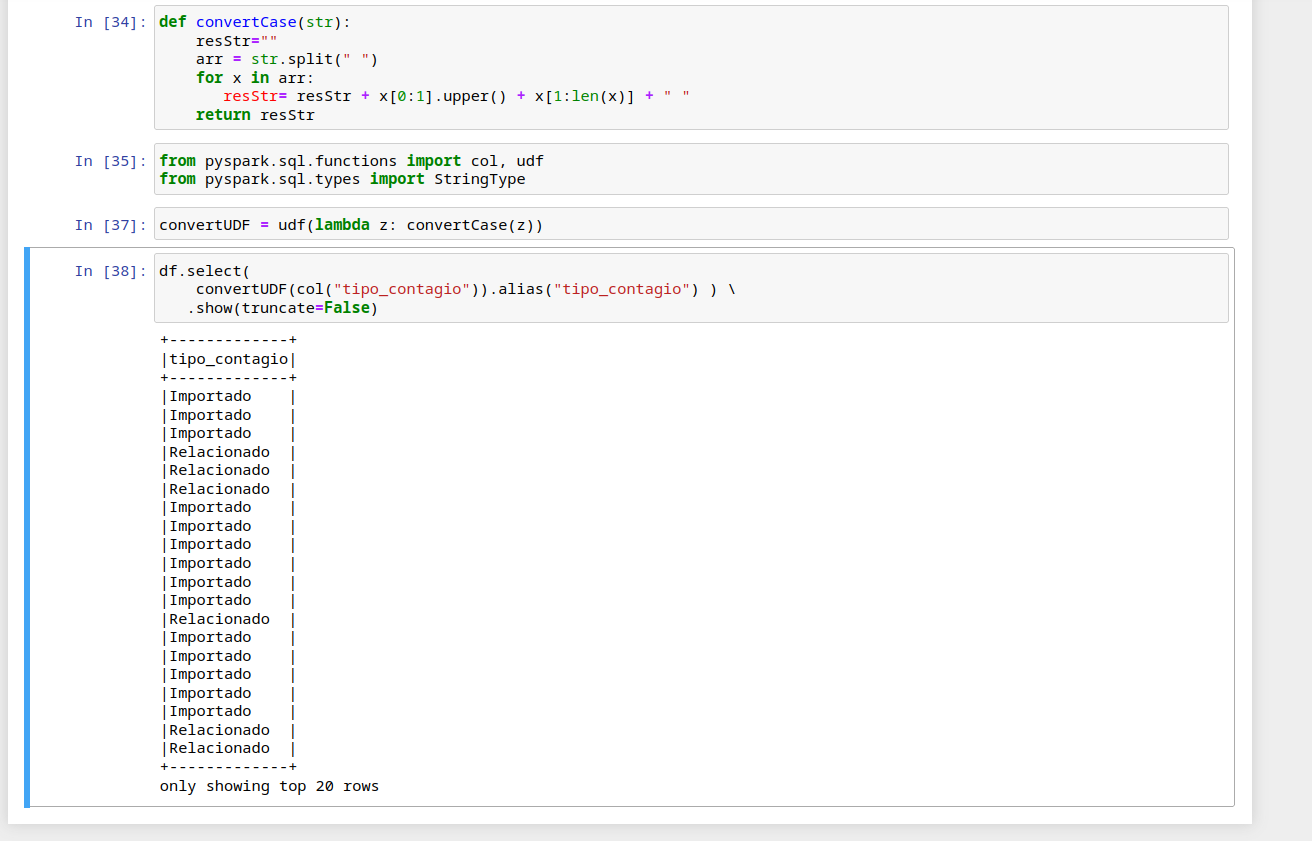 In [34]: def convertCase(str):
    resStr=""
    arr = str.split(" ")
    for x in arr:
       resStr= resStr + x[0:1].upper() + x[1:len(x)] + " "
    return resStr
In [35]: from pyspark.sql.functions import col, udf
from pyspark.sql.types import StringType
In [37]: convertUDF = udf(lambda z: convertCase(z))
In [38]: df.select(
    convertUDF(col("tipo_contagio")).alias("tipo_contagio") ) \
   .show(truncate=False)
+-------------+
|tipo_contagio|
+-------------+
|Importado    |
|Importado    |
|Importado    |
|Relacionado  |
|Relacionado  |
|Relacionado  |
|Importado    |
|Importado    |
|Importado    |
|Importado    |
|Importado    |
|Importado    |
|Relacionado  |
|Importado    |
|Importado    |
|Importado    |
|Importado    |
|Importado    |
|Relacionado  |
|Relacionado  |
+-------------+
only showing top 20 rows